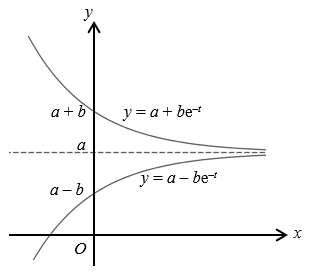 y
a + b
y = a + be⁻ᵗ
a
a – b
y = a – be⁻ᵗ
x
O